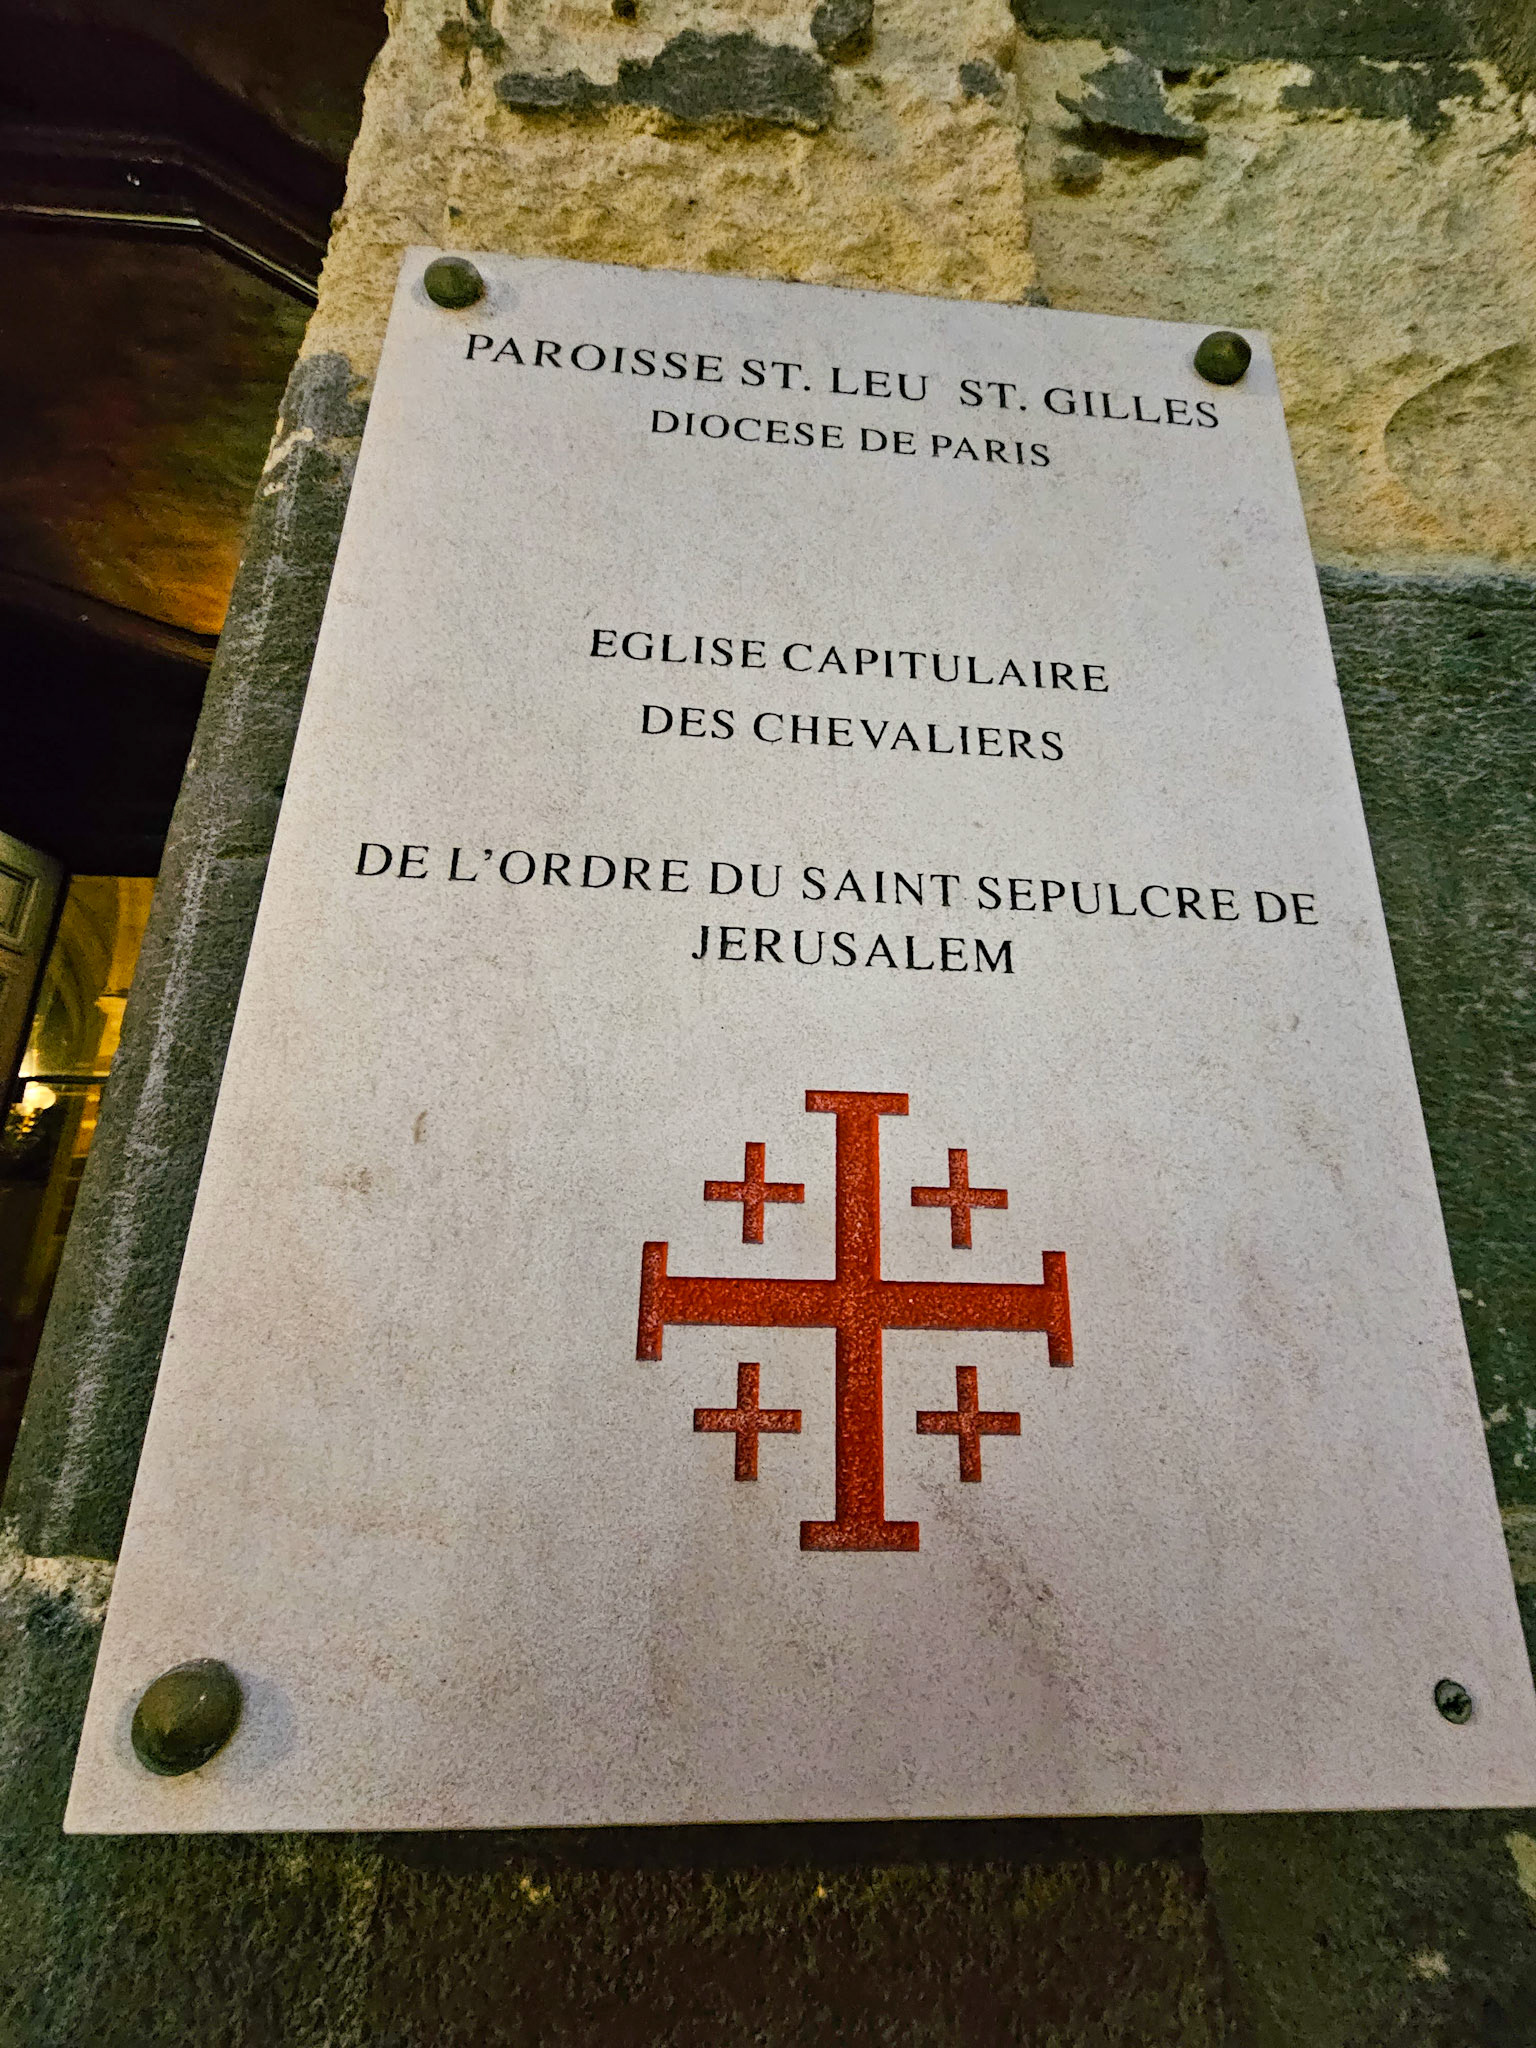 PAROISSE ST. LEU ST. GILLES
DIOCESE DE PARIS
EGLISE CAPITULAIRE
DES CHEVALIERS
DE L’ORDRE DU SAINT SEPULCRE DE
JERUSALEM